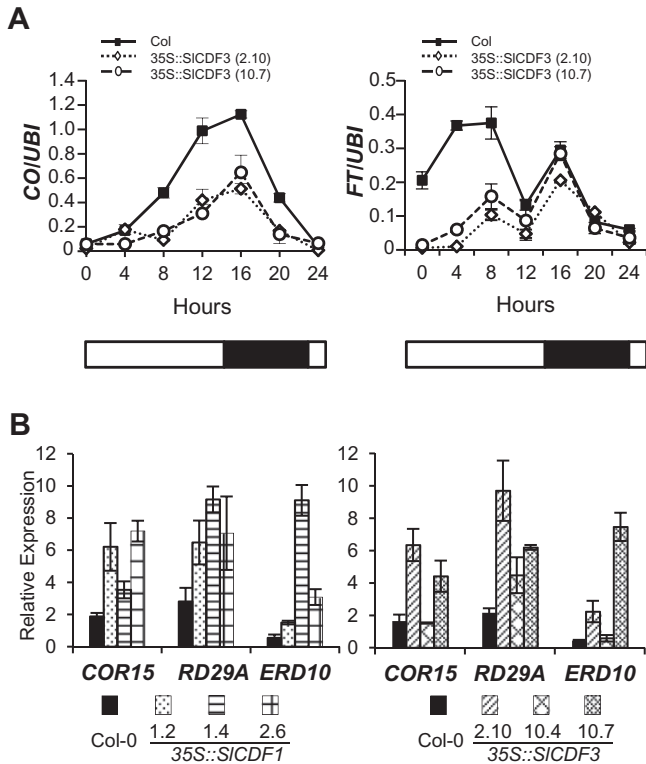 A
Col
35S::SlCDF3 (2.10)
35S::SlCDF3 (10.7)
CO/UBI
1.4
1.2
1.0
0.8
0.6
0.4
0.2
0
0 4 8 12 16 20 24
Hours
Col
35S::SlCDF3 (2.10)
35S::SlCDF3 (10.7)
FT/UBI
0.5
0.4
0.3
0.2
0.1
0
0 4 8 12 16 20 24
Hours
B
Relative Expression
12
10
8
6
4
2
0
COR15 RD29A ERD10
1.2 1.4 2.6
Col-0
35S::SlCDF1
12
10
8
6
4
2
0
COR15 RD29A ERD10
2.10 10.4 10.7
Col-0
35S::SlCDF3